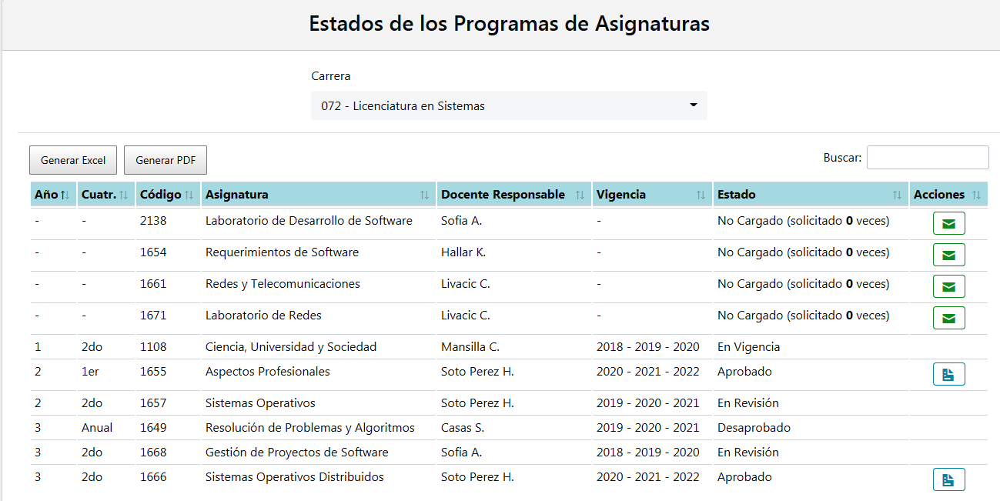 Estados de los Programas de Asignaturas
Carrera
072 - Licenciatura en Sistemas
Generar Excel Generar PDF Buscar:
Año Cuatr. Código Asignatura Docente Responsable Vigencia Estado Acciones
- - 2138 Laboratorio de Desarrollo de Software Sofia A. - No Cargado (solicitado 0 veces)
- - 1654 Requerimientos de Software Hallar K. - No Cargado (solicitado 0 veces)
- - 1661 Redes y Telecomunicaciones Livacic C. - No Cargado (solicitado 0 veces)
- - 1671 Laboratorio de Redes Livacic C. - No Cargado (solicitado 0 veces)
1 2do 1108 Ciencia, Universidad y Sociedad Mansilla C. 2018 - 2019 - 2020 En Vigencia
2 1er 1655 Aspectos Profesionales Soto Perez H. 2020 - 2021 - 2022 Aprobado
2 2do 1657 Sistemas Operativos Soto Perez H. 2019 - 2020 - 2021 En Revisión
3 Anual 1649 Resolución de Problemas y Algoritmos Casas S. 2019 - 2020 - 2021 Desaprobado
3 2do 1668 Gestión de Proyectos de Software Sofia A. 2018 - 2019 - 2020 En Revisión
3 2do 1666 Sistemas Operativos Distribuidos Soto Perez H. 2020 - 2021 - 2022 Aprobado